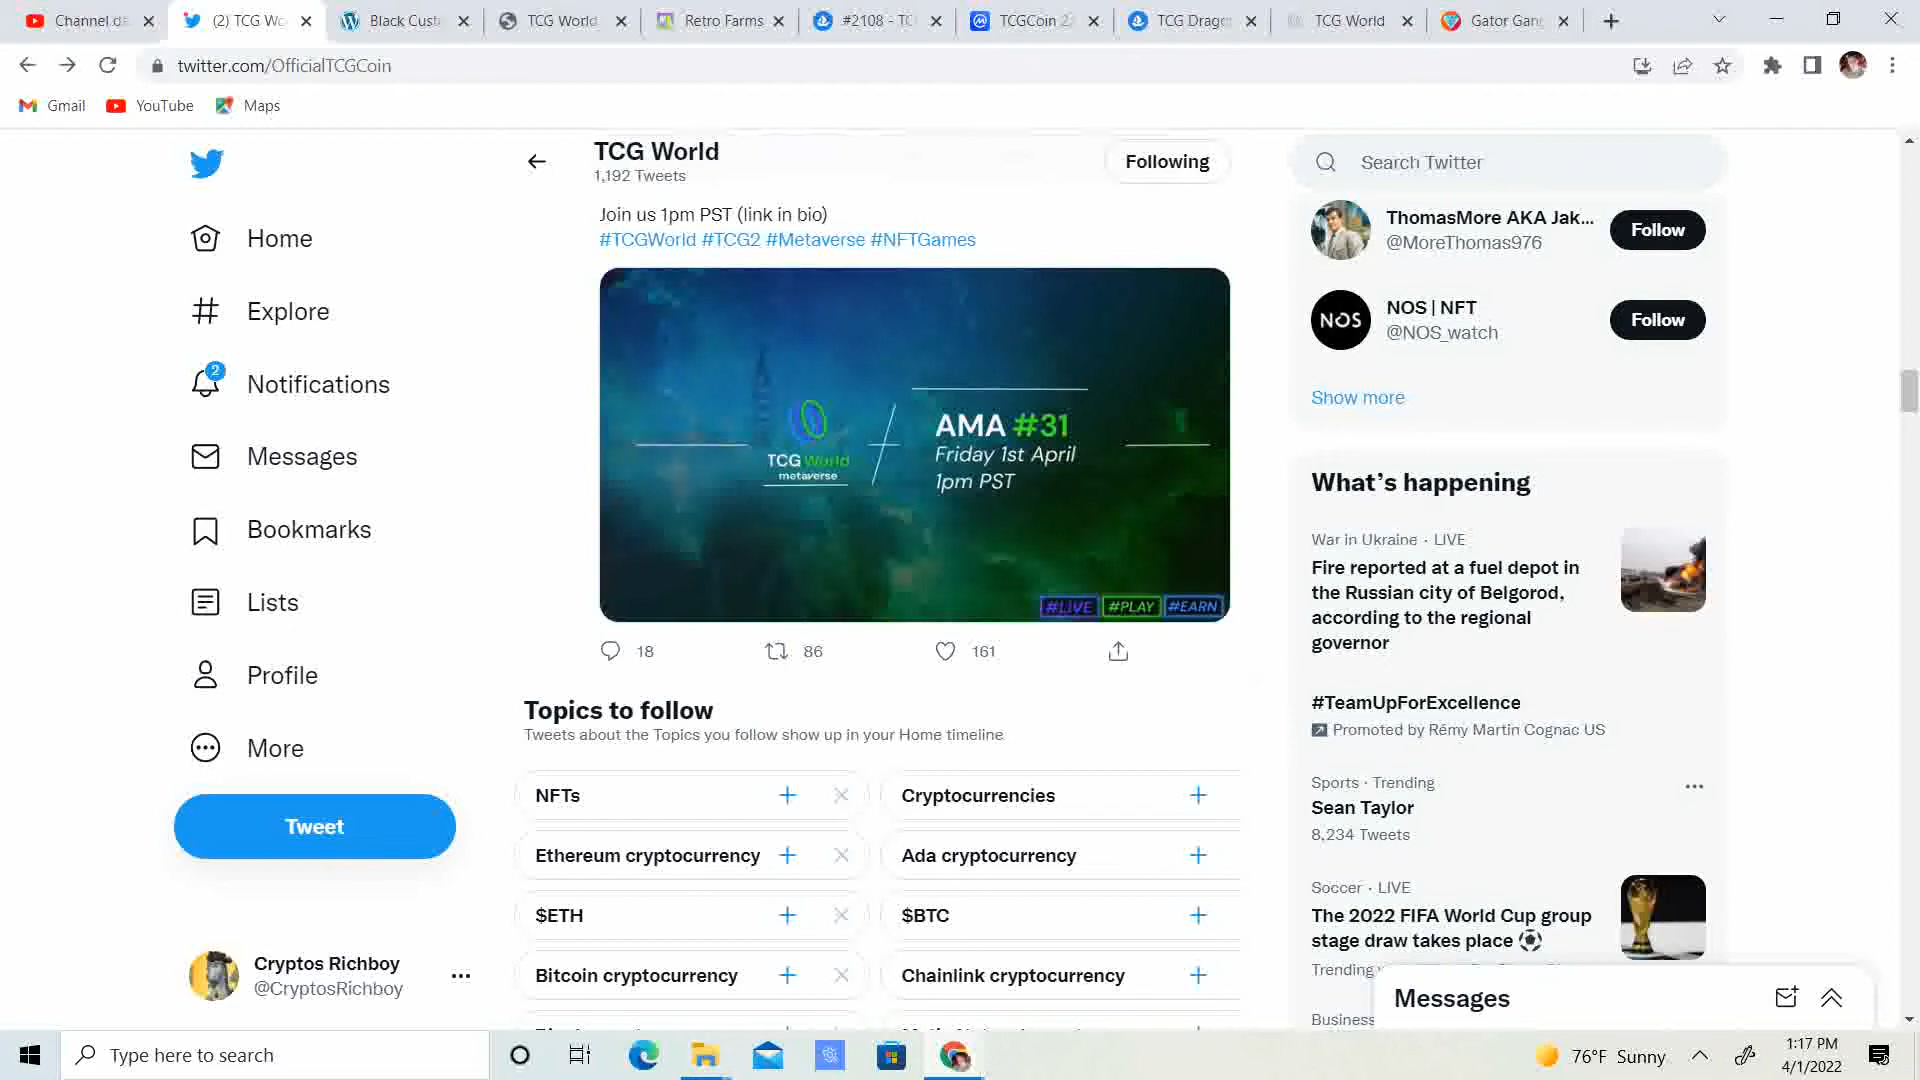 Channel da
(2) TCG Wo
Black Cust
TCG World
Retro Farms
#2108 - TC
TCGCoin 2.
TCG Drago
TCG World
Gator Gang
twitter.com/OfficialTCGCoin
Gmail
YouTube
Maps
Home
Explore
2
Notifications
Messages
Bookmarks
Lists
Profile
More
Tweet
Cryptos Richboy
@CryptosRichboy
TCG World
1,192 Tweets
Following
Join us 1pm PST (link in bio)
#TCGWorld #TCG2 #Metaverse #NFTGames
TCG World
metaverse
AMA #31
Friday 1st April
1pm PST
#LIVE #PLAY #EARN
18
86
161
Topics to follow
Tweets about the Topics you follow show up in your Home timeline
NFTs
Cryptocurrencies
Ethereum cryptocurrency
Ada cryptocurrency
$ETH
$BTC
Bitcoin cryptocurrency
Chainlink cryptocurrency
Search Twitter
ThomasMore AKA Jak...
@MoreThomas976
Follow
NOS
NOS | NFT
@NOS_watch
Follow
Show more
What's happening
War in Ukraine · LIVE
Fire reported at a fuel depot in
the Russian city of Belgorod,
according to the regional
governor
#TeamUpForExcellence
Promoted by Rémy Martin Cognac US
Sports · Trending
Sean Taylor
8,234 Tweets
Soccer · LIVE
The 2022 FIFA World Cup group
stage draw takes place
Trending
Business
Messages
Type here to search
76°F Sunny
1:17 PM
4/1/2022